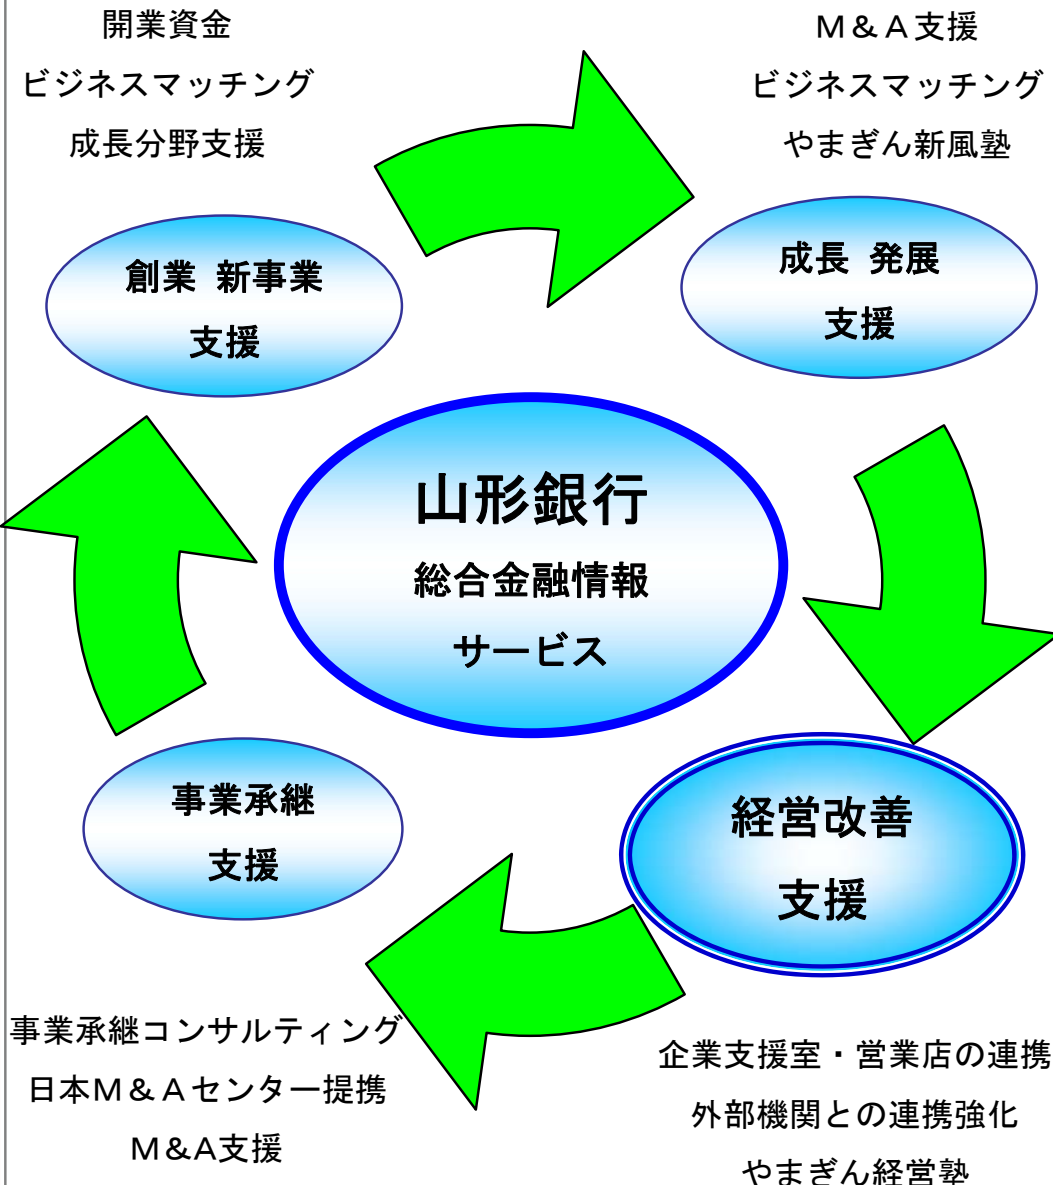 開業資金
ビジネスマッチング
成長分野支援
M&A支援
ビジネスマッチング
やまぎん新風塾
創業 新事業
支援
成長 発展
支援
山形銀行
総合金融情報
サービス
事業承継
支援
経営改善
支援
事業承継コンサルティング
日本M&Aセンター提携
M&A支援
企業支援室・営業店の連携
外部機関との連携強化
やまぎん経営塾